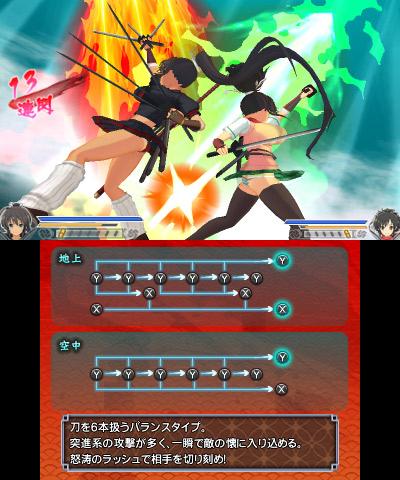 13
連閃
地上
Y
Y Y Y Y Y Y
X X
X X
空中
Y
Y Y Y Y Y Y
X
刀を6本扱うバランスタイプ。
突進系の攻撃が多く、一瞬で敵の懐に入り込める。
怒涛のラッシュで相手を切り刻め!